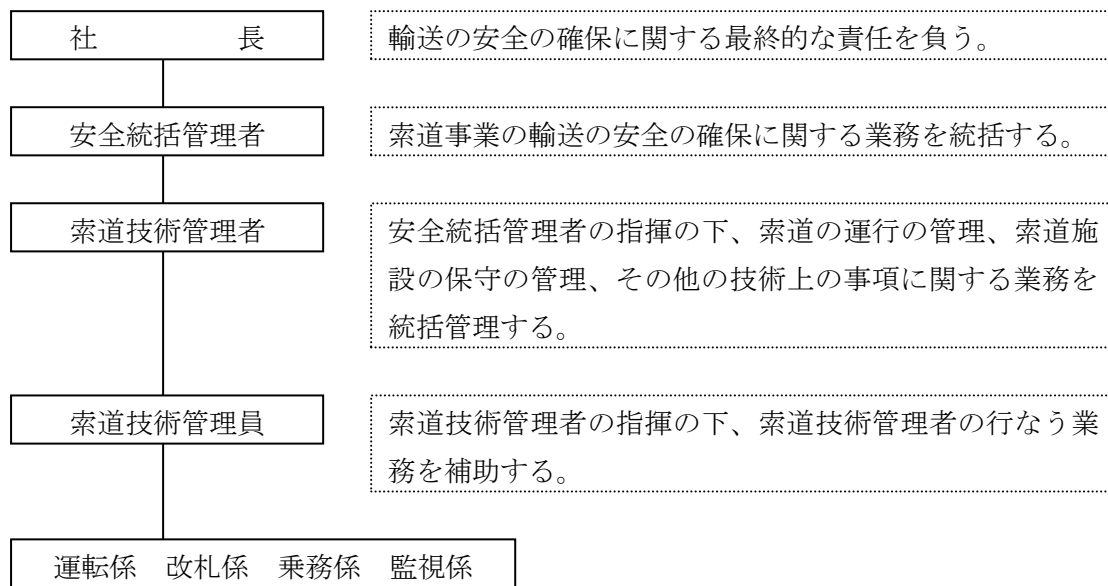 社　　　　　長
輸送の安全の確保に関する最終的な責任を負う。
安全統括管理者
索道事業の輸送の安全の確保に関する業務を統括する。
索道技術管理者
安全統括管理者の指揮の下、索道の運行の管理、索道施
設の保守の管理、その他の技術上の事項に関する業務を
統括管理する。
索道技術管理員
索道技術管理者の指揮の下、索道技術管理者の行なう業
務を補助する。
運転係　改札係　乗務係　監視係